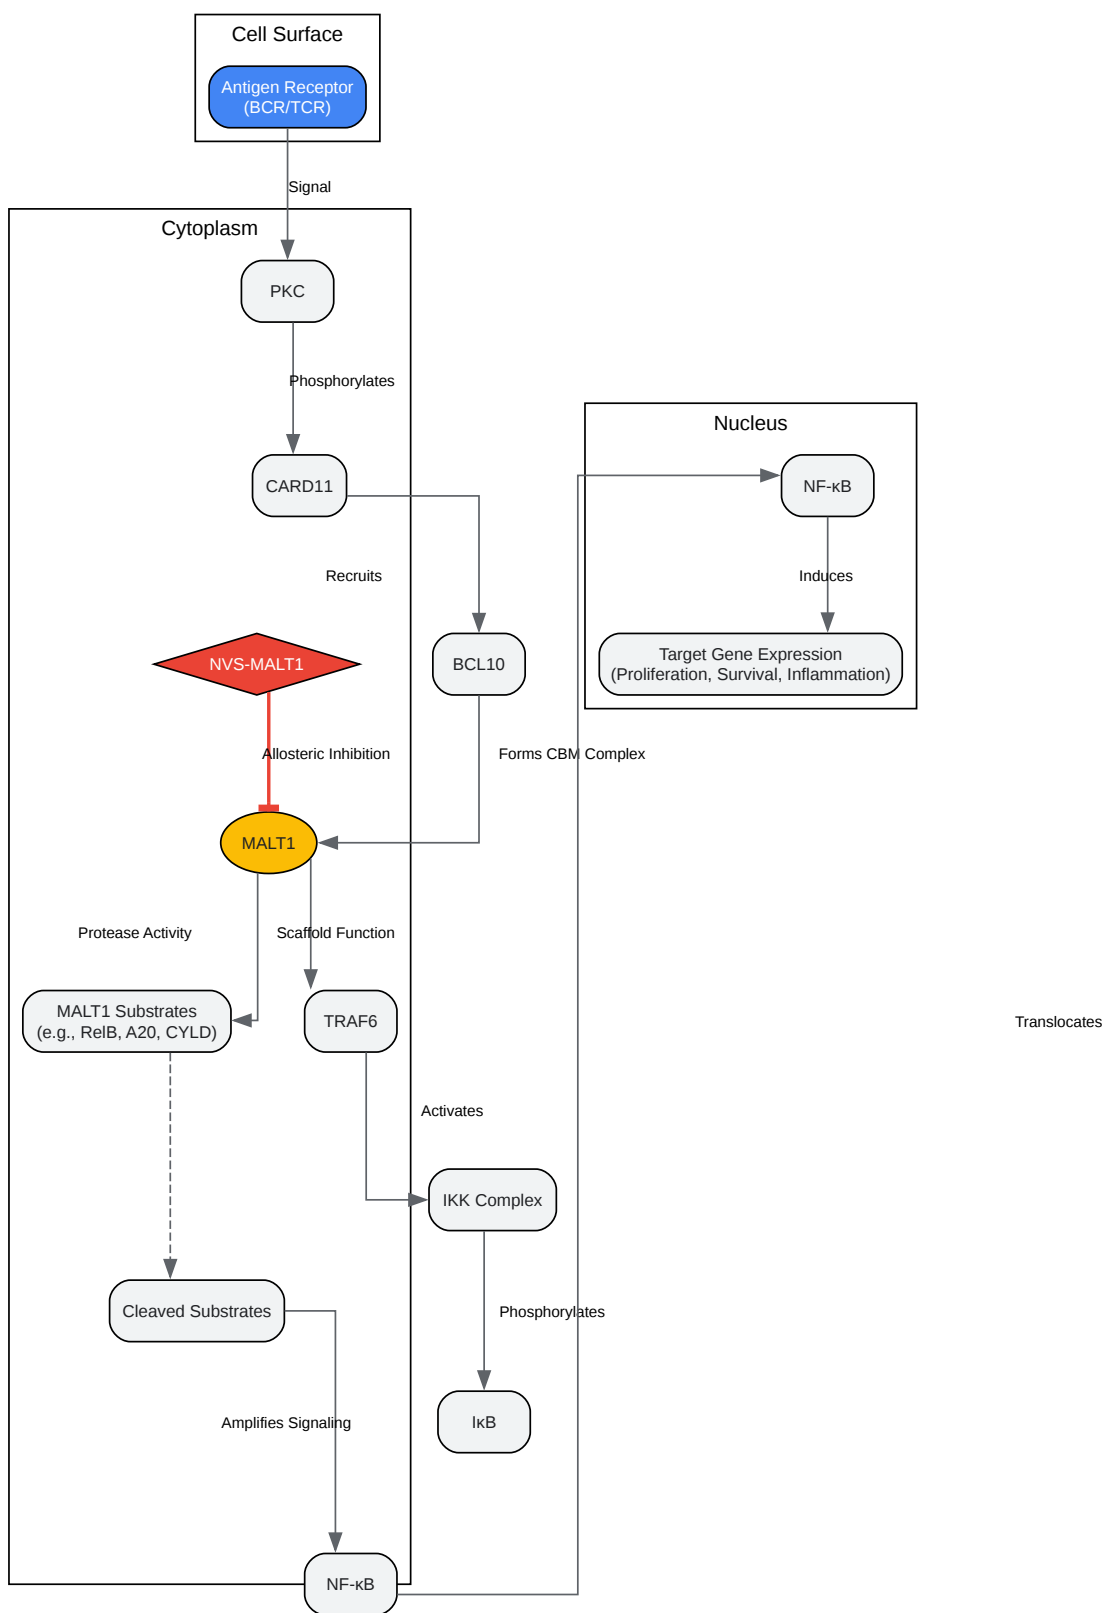 Cell Surface
Antigen Receptor
(BCR/TCR)
Signal
Cytoplasm
PKC
Phosphorylates
CARD11
Recruits
Nucleus
NF-κB
Induces
NVS-MALT1
BCL10
Target Gene Expression
(Proliferation, Survival, Inflammation)
Allosteric Inhibition
Forms CBM Complex
MALT1
Protease Activity
Scaffold Function
MALT1 Substrates
(e.g., RelB, A20, CYLD)
TRAF6
Translocates
Activates
IKK Complex
Cleaved Substrates
Phosphorylates
Amplifies Signaling
IκB
NF-κB